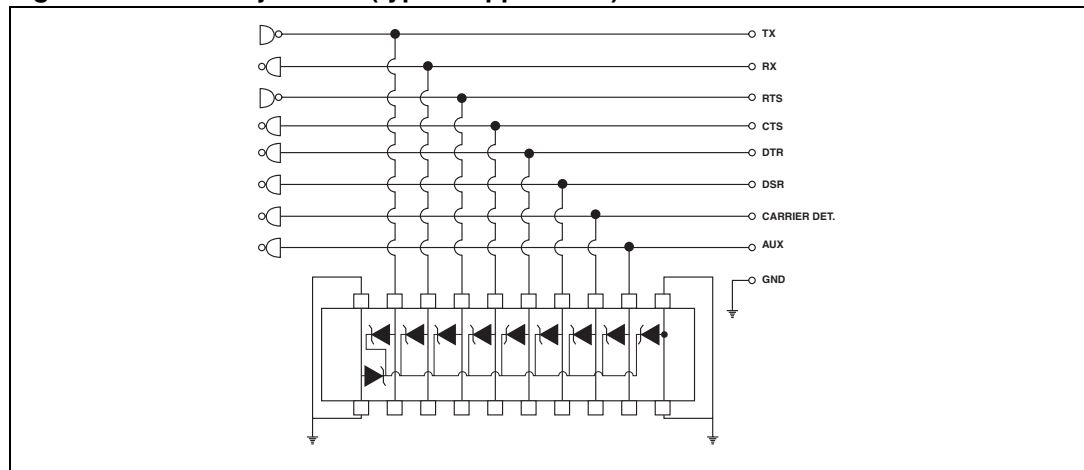 TX
RX
RTS
CTS
DTR
DSR
CARRIER DET.
AUX
GND